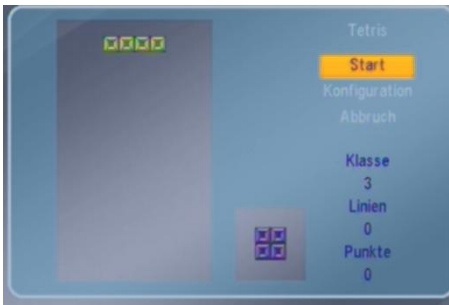 Tetris
Start
Konfiguration
Abbruch
Klasse
3
Linien
0
Punkte
0